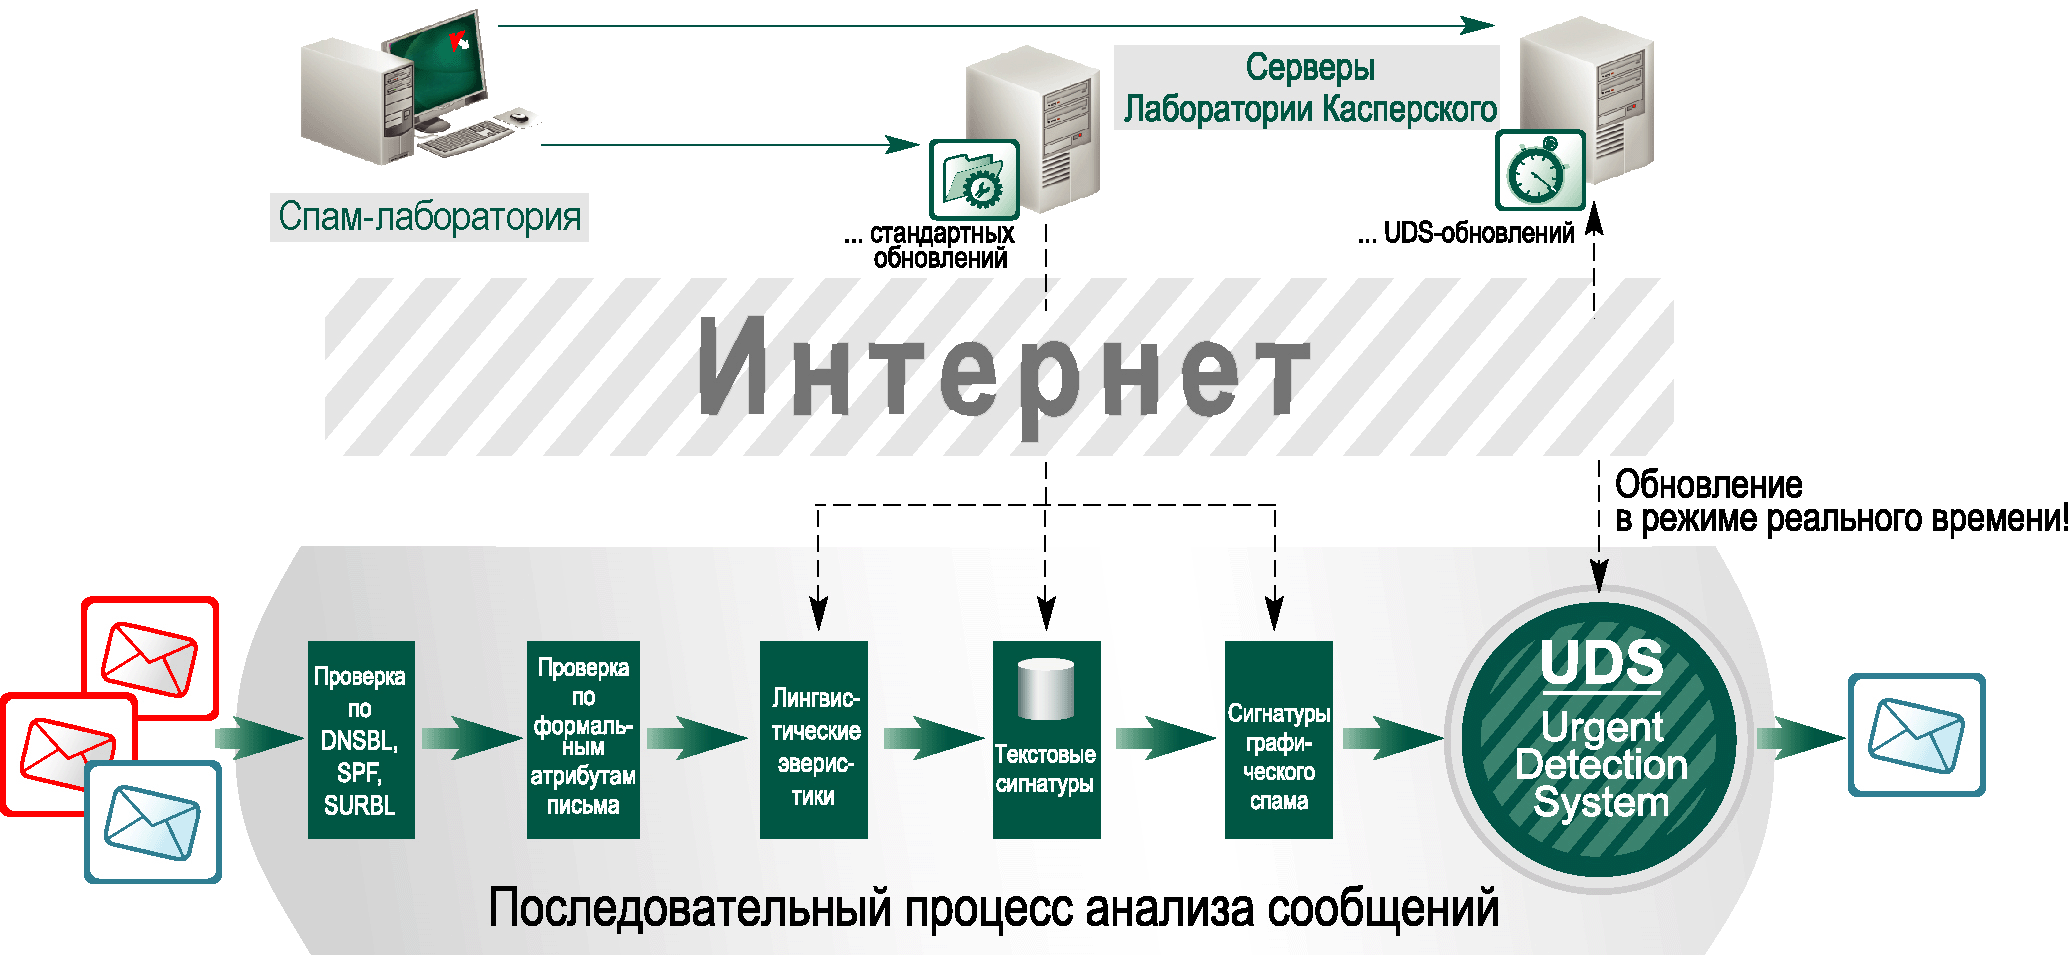 Серверы
Лаборатории Касперского
Спам-лаборатория
... стандартных
обновлений
... UDS-обновлений
Интернет
Обновление
в режиме реального времени!
Проверка
по
DNSBL,
SPF,
SURBL
Проверка
по
формаль-
ным
атрибутам
письма
Лингвис-
тические
эверис-
тики
Текстовые
сигнатуры
Сигнатуры
графи-
ческого
спама
UDS
Urgent
Detection
System
Последовательный процесс анализа сообщений